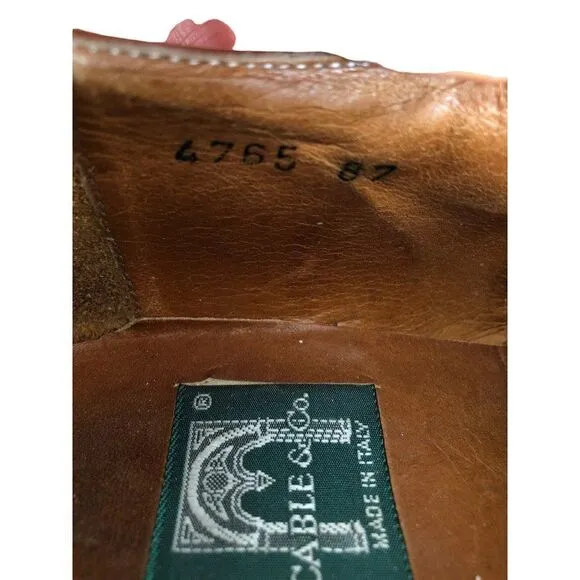 4765 87
CABLE & Co.
MADE IN ITALY
®